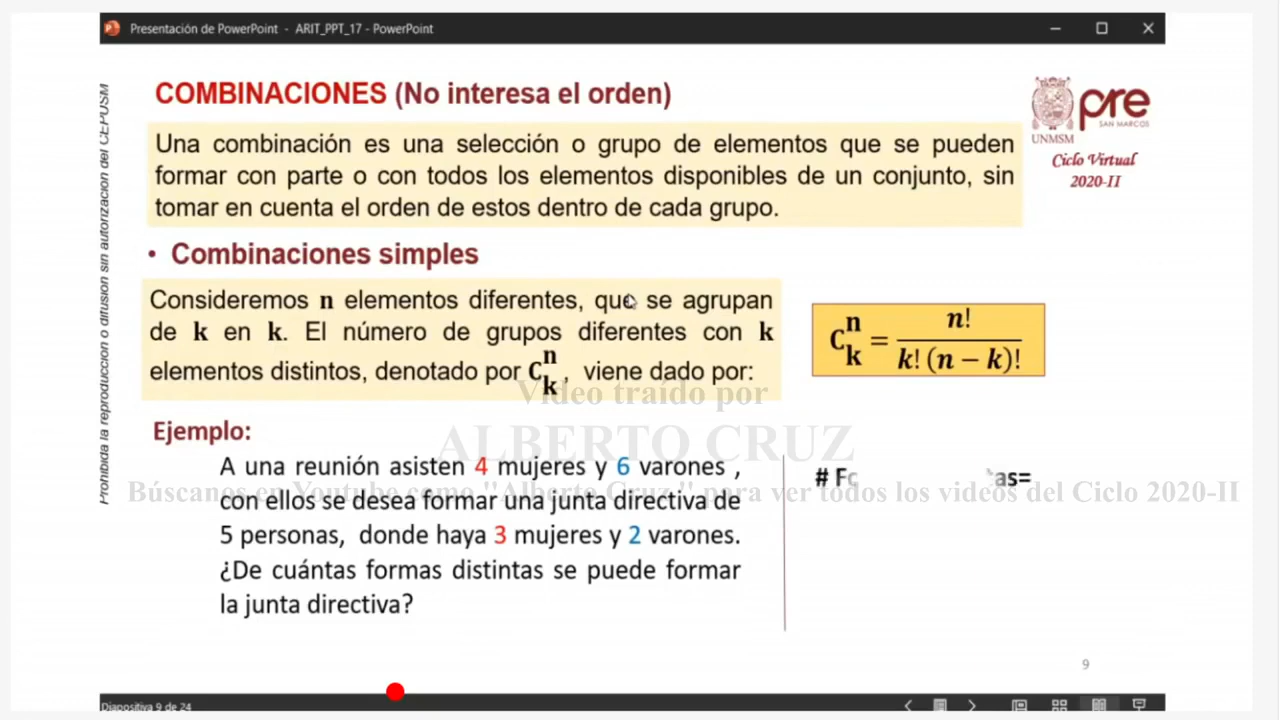 Presentación de PowerPoint - ARIT_PPT_17 - PowerPoint
COMBINACIONES (No interesa el orden)
pre
SAN MARCOS
UNMSM
Ciclo Virtual
2020-II
Una combinación es una selección o grupo de elementos que se pueden
formar con parte o con todos los elementos disponibles de un conjunto, sin
tomar en cuenta el orden de estos dentro de cada grupo.
Prohibida la reproduccion o difusion sin autorizacion del CEPUSM
• Combinaciones simples
Consideremos n elementos diferentes, que se agrupan
de k en k. El número de grupos diferentes con k
elementos distintos, denotado por C_k^n, viene dado por:
C_k^n = n! / k! (n − k)!
Video traído por
ALBERTO CRUZ
Búscanos en Youtube como "Alberto Cruz" para ver todos los videos del Ciclo 2020-II
Ejemplo:
A una reunión asisten 4 mujeres y 6 varones ,
con ellos se desea formar una junta directiva de
5 personas, donde haya 3 mujeres y 2 varones.
¿De cuántas formas distintas se puede formar
la junta directiva?
#
9
Diapositiva 9 de 24